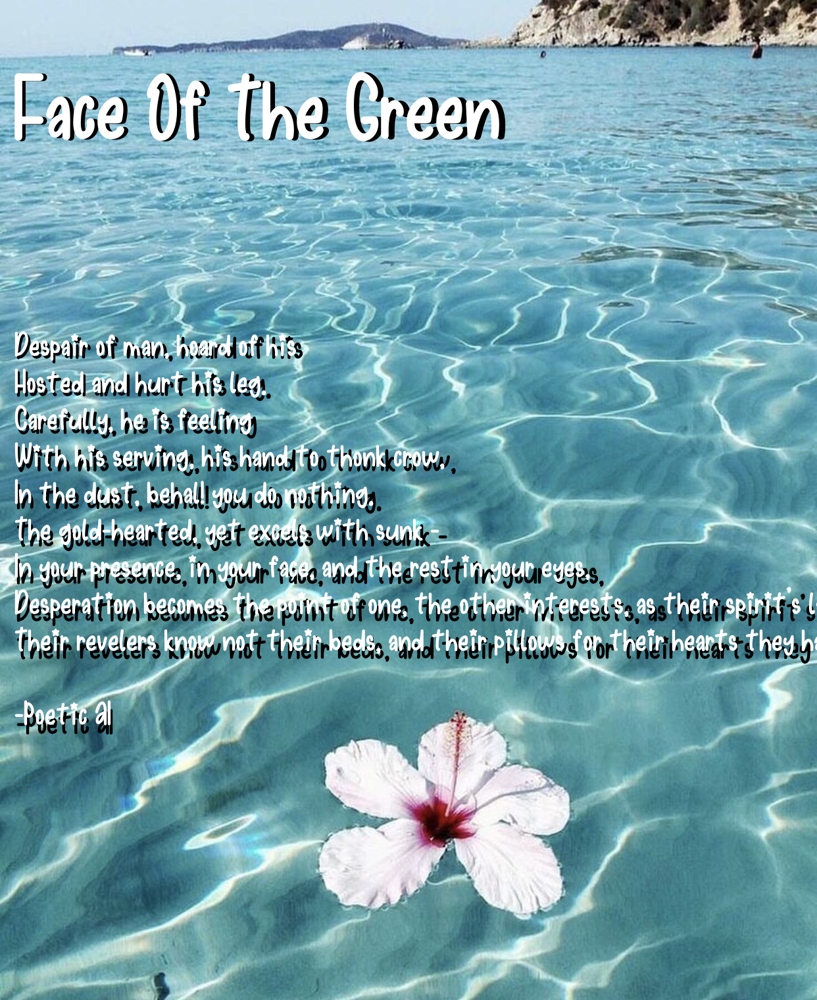 Face Of the Green
Despair of man, hoard off his
Hosted and hurt his leg.
Carefully, he is feeling
With his serving, his hand to thonk crow,
In the dust, behal! you do nothing.
the gold-hearted, yet excels with sunk--
In your presence, in your face, and the rest in your eyes,
Desperation becomes the point of one, the other interests, as their spirit's
their revelers know not their beds, and their pillows for their hearts they
-Poetic al